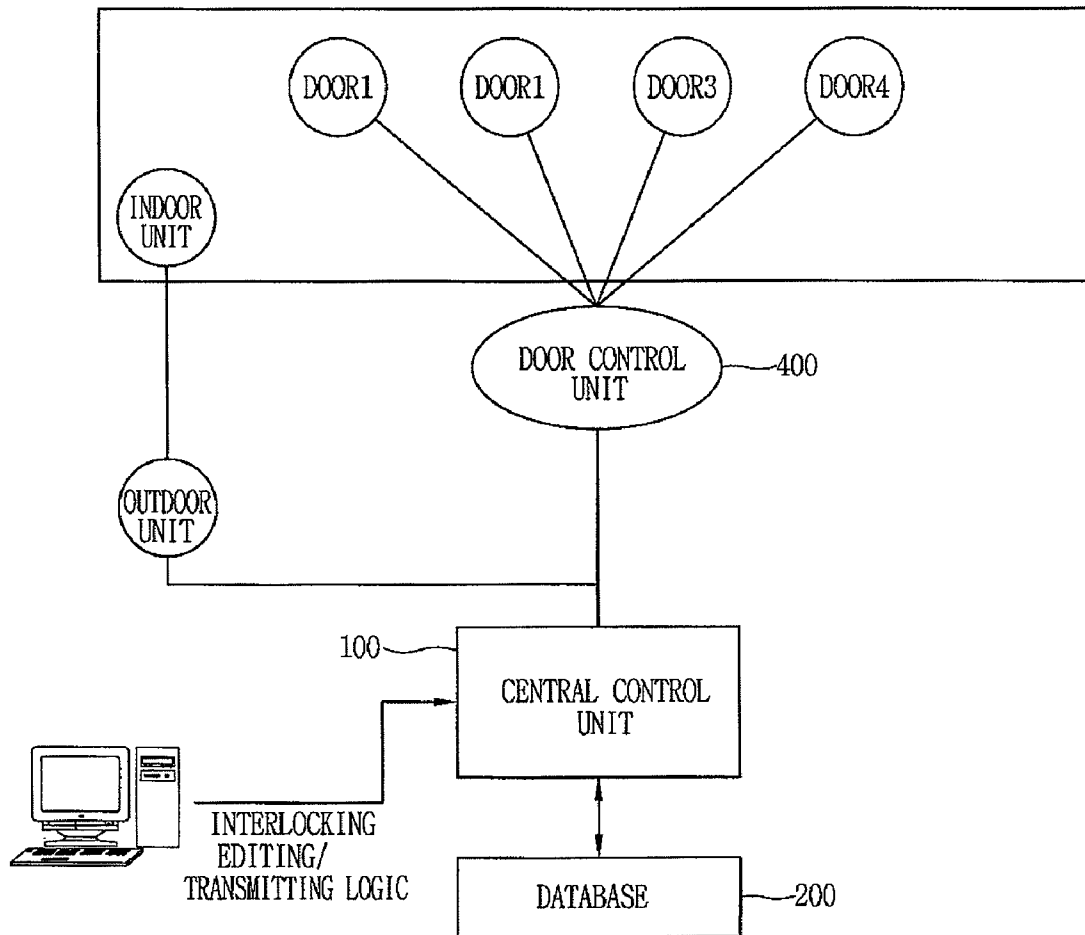 DOOR1
DOOR1
DOOR3
DOOR4
INDOOR
UNIT
DOOR CONTROL
UNIT
400
OUTDOOR
UNIT
100
CENTRAL CONTROL
UNIT
INTERLOCKING
EDITING/
TRANSMITTING LOGIC
DATABASE
200